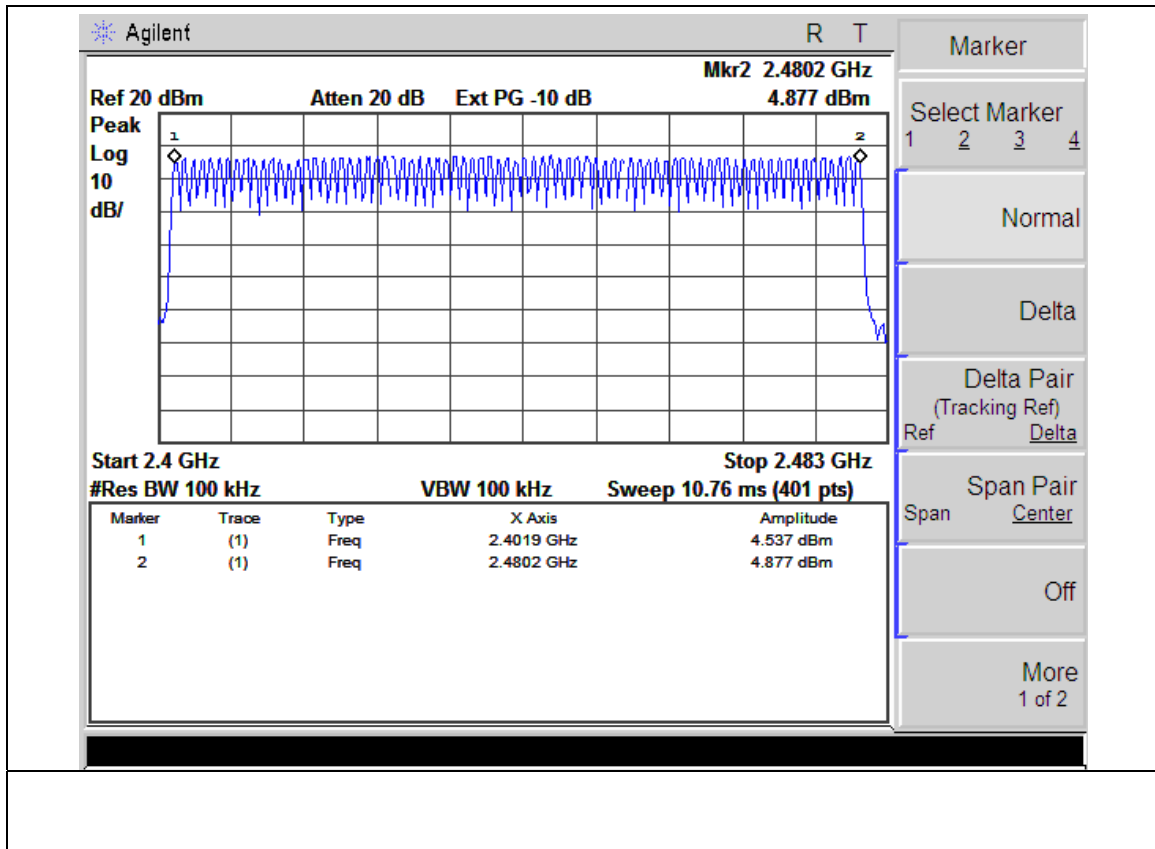 Agilent R T
Mkr2 2.4802 GHz
Ref 20 dBm Atten 20 dB Ext PG -10 dB 4.877 dBm
Peak
Log
10
dB/
1
2
Start 2.4 GHz Stop 2.483 GHz
#Res BW 100 kHz VBW 100 kHz Sweep 10.76 ms (401 pts)
Marker Trace Type X Axis Amplitude
1 (1) Freq 2.4019 GHz 4.537 dBm
2 (1) Freq 2.4802 GHz 4.877 dBm
Marker
Select Marker
1 2 3 4
Normal
Delta
Delta Pair
(Tracking Ref)
Ref Delta
Span Pair
Span Center
Off
More
1 of 2